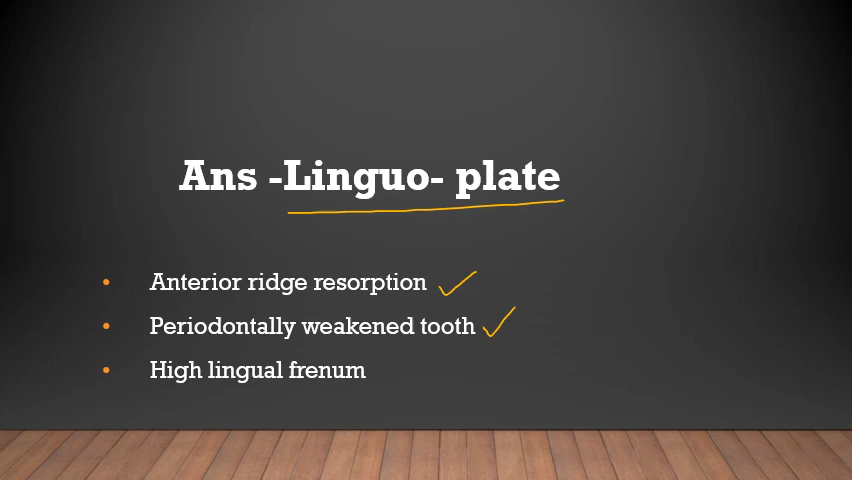 Ans -Linguo- plate
• Anterior ridge resorption
• Periodontally weakened tooth
• High lingual frenum